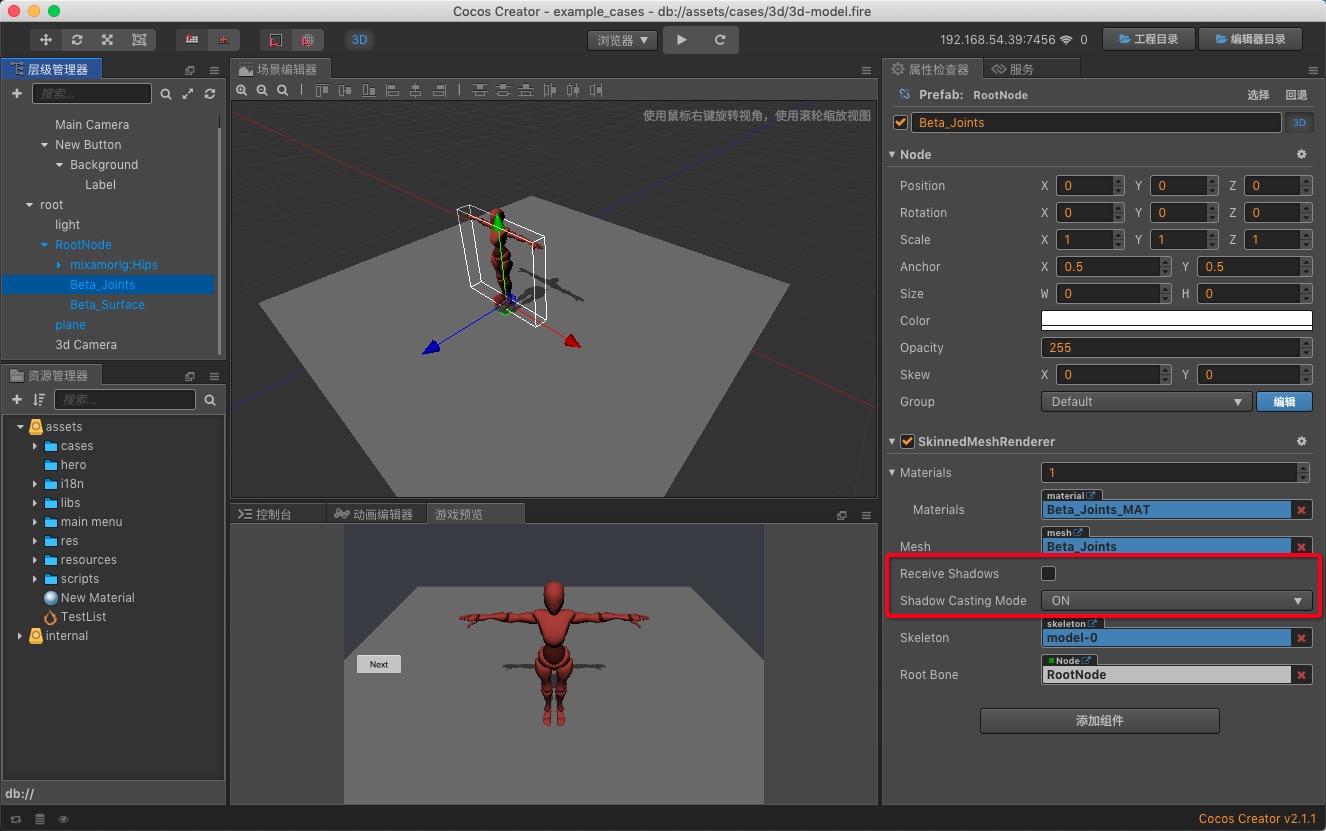 Cocos Creator - example_cases - db://assets/cases/3d/3d-model.fire
3D
浏览器
192.168.54.39:7456
0
工程目录
编辑器目录
层级管理器
搜索...
Main Camera
New Button
Background
Label
root
light
RootNode
mixamorig:Hips
Beta_Joints
Beta_Surface
plane
3d Camera
资源管理器
搜索...
assets
cases
hero
i18n
libs
main menu
res
resources
scripts
New Material
TestList
internal
db://
场景编辑器
使用鼠标右键旋转视角，使用滚轮缩放视图
控制台
动画编辑器
游戏预览
Next
属性检查器
服务
Prefab: RootNode
选择
回退
Beta_Joints
3D
Node
Position X 0 Y 0 Z 0
Rotation X 0 Y 0 Z 0
Scale X 1 Y 1 Z 1
Anchor X 0.5 Y 0.5
Size W 0 H 0
Color
Opacity 255
Skew X 0 Y 0
Group Default 编辑
SkinnedMeshRenderer
Materials 1
material
Materials Beta_Joints_MAT
mesh
Mesh Beta_Joints
Receive Shadows
Shadow Casting Mode ON
skeleton
Skeleton model-0
Node
Root Bone RootNode
添加组件
Cocos Creator v2.1.1